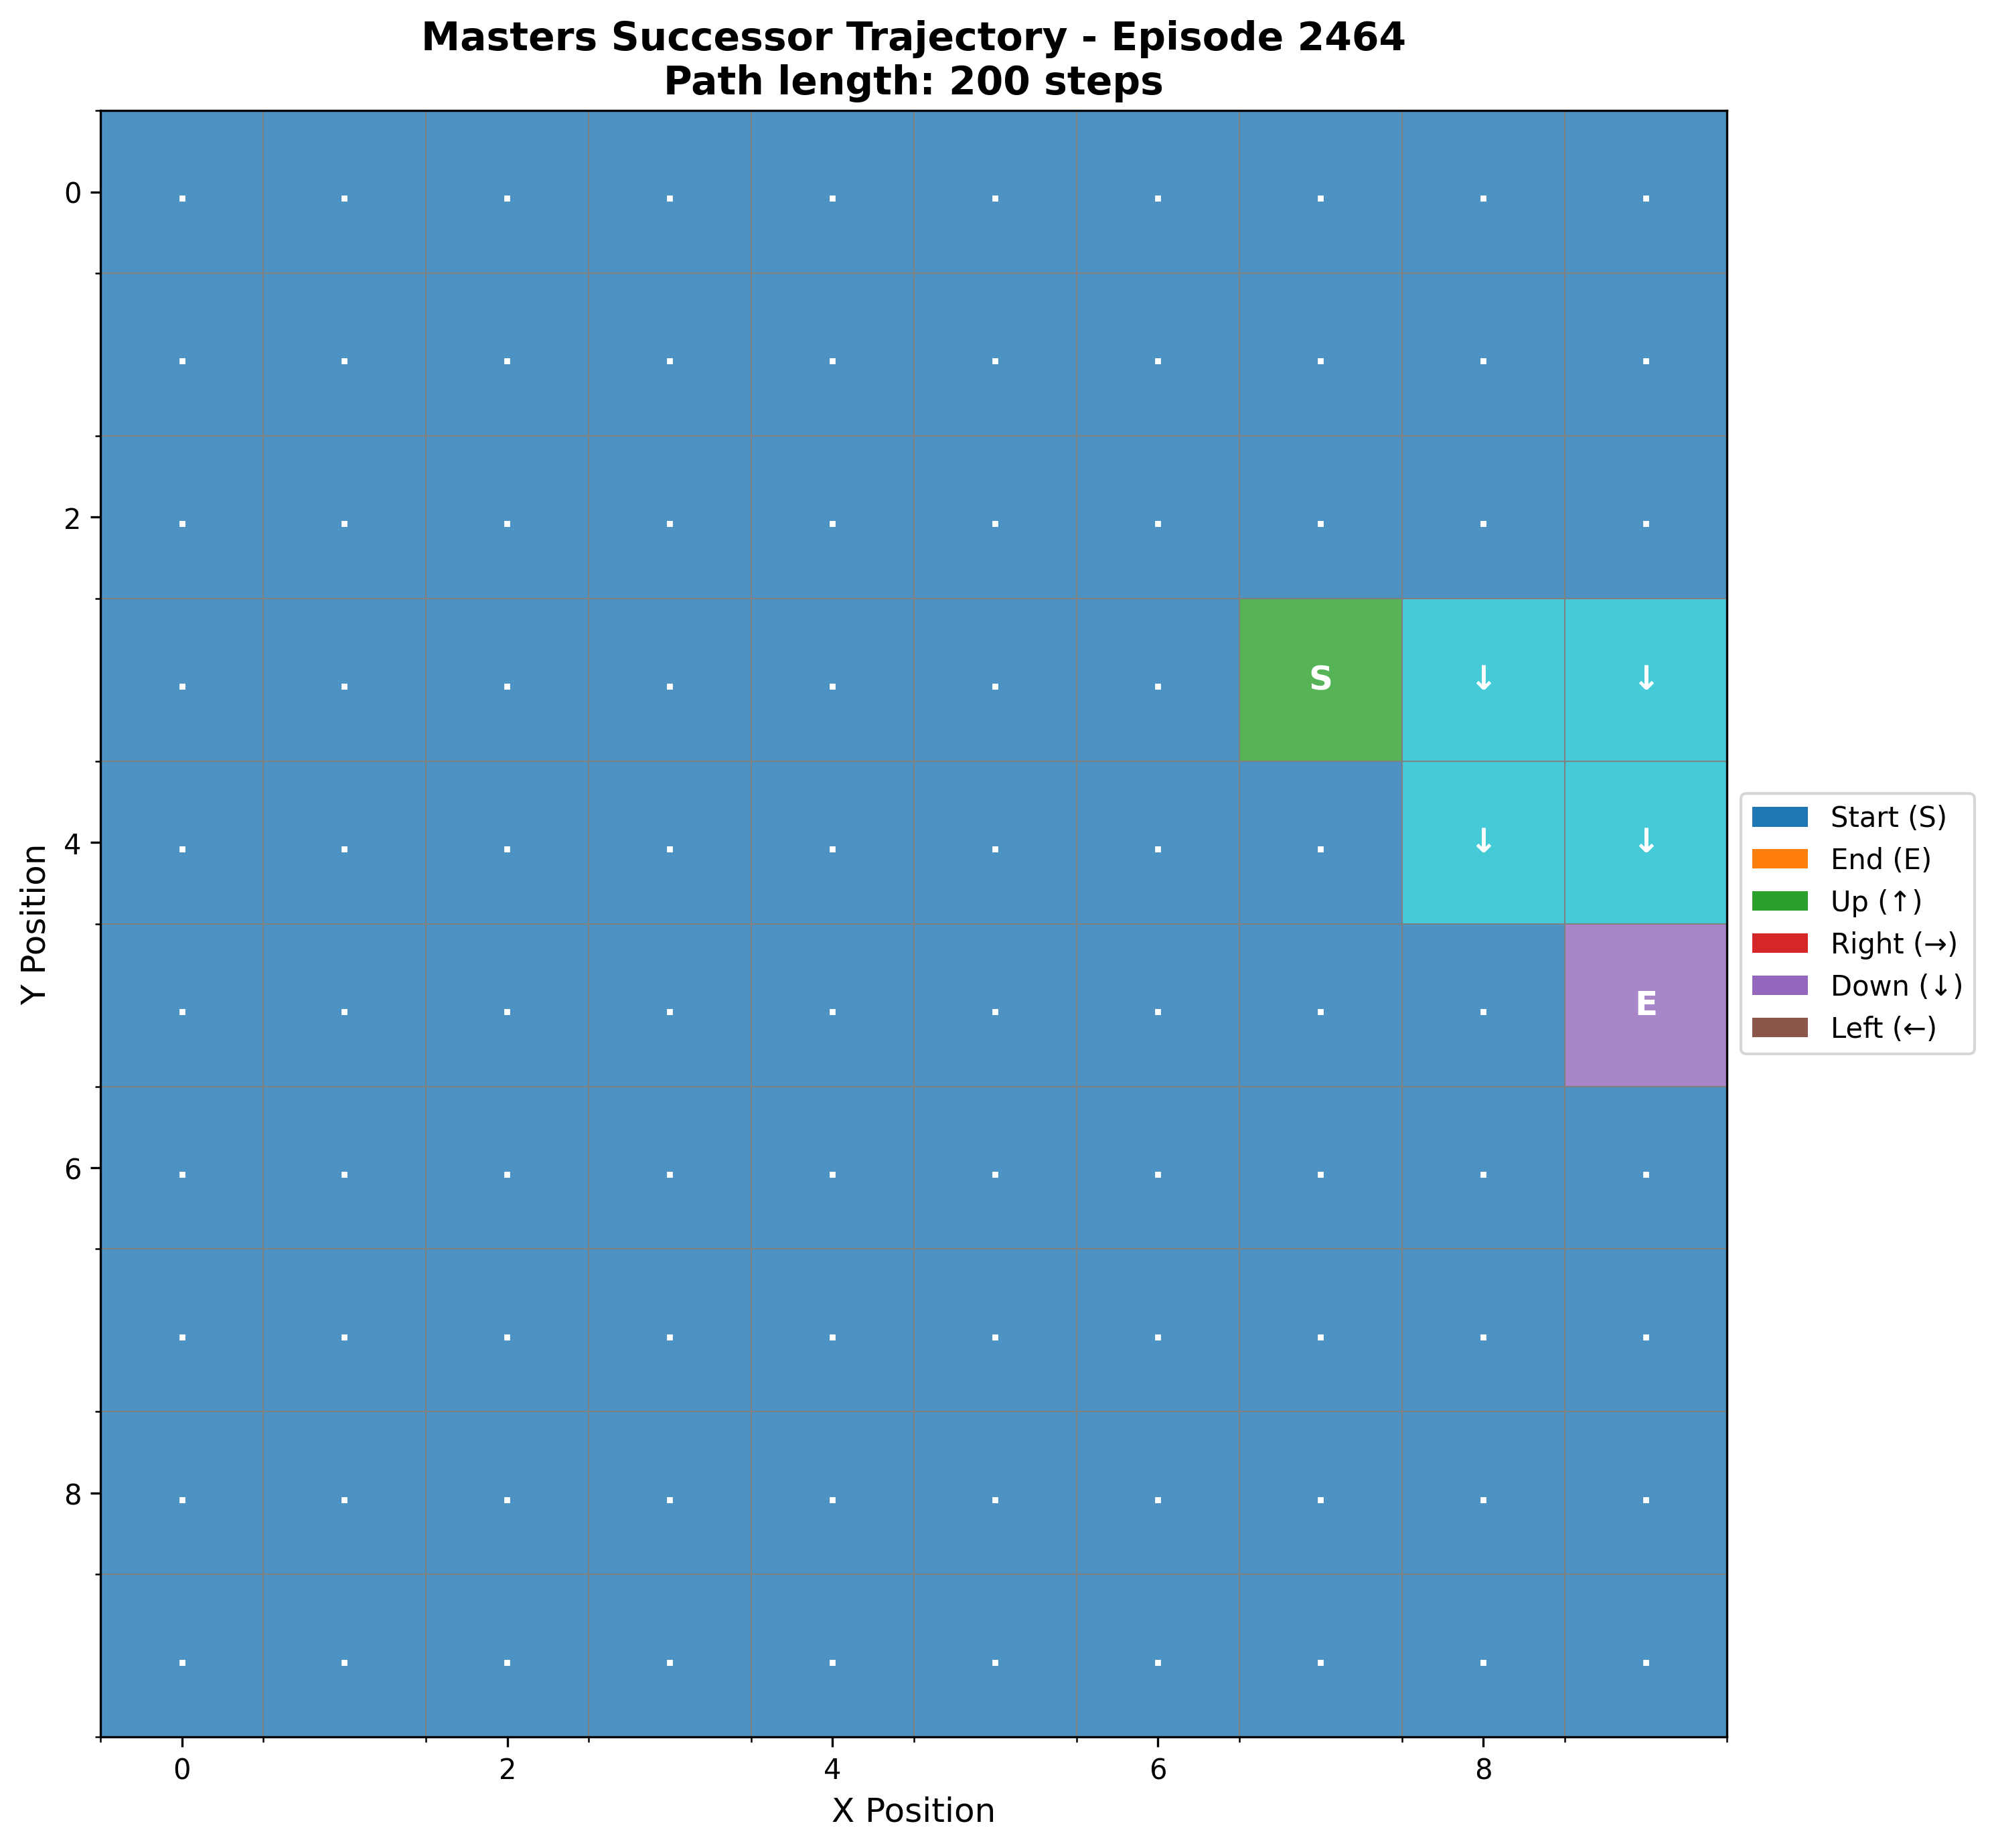 Masters Successor Trajectory - Episode 2464
Path length: 200 steps
0
2
S ↓ ↓
4
↓ ↓
E
6
8
0 2 4 6 8
X Position
Y Position
Start (S)
End (E)
Up (↑)
Right (→)
Down (↓)
Left (←)